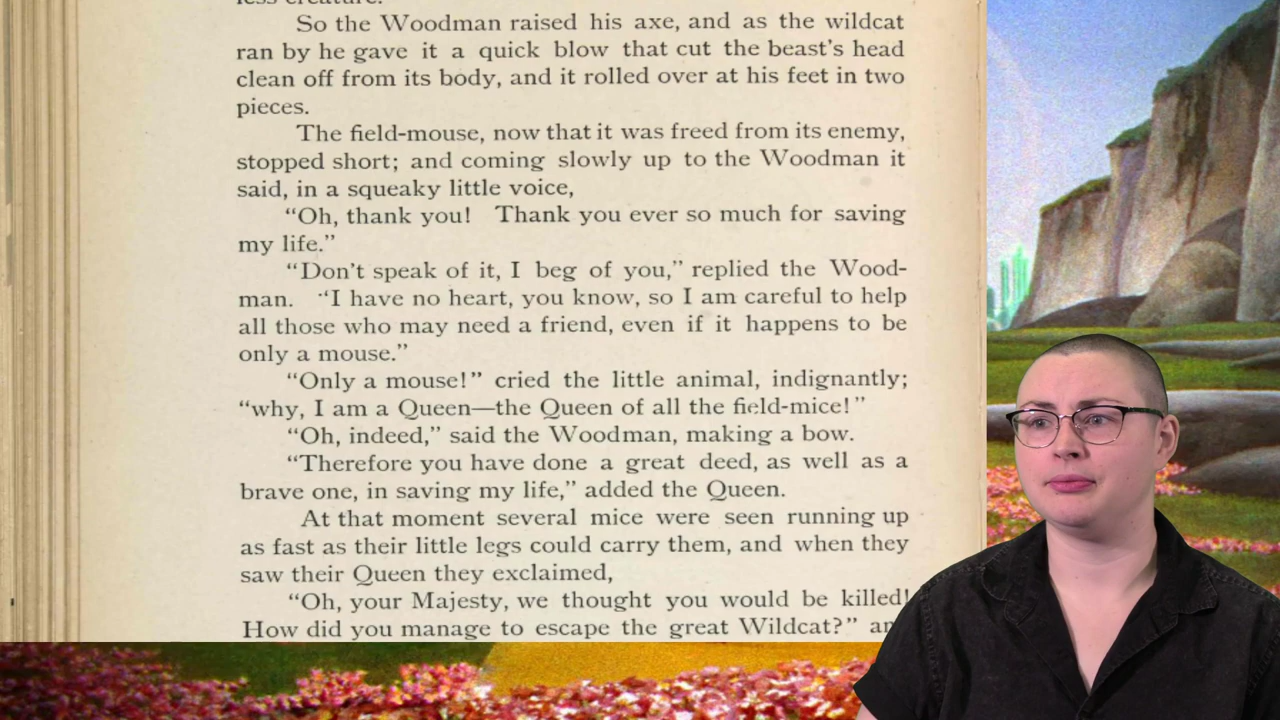 less creature.
So the Woodman raised his axe, and as the wildcat
ran by he gave it a quick blow that cut the beast's head
clean off from its body, and it rolled over at his feet in two
pieces.
The field-mouse, now that it was freed from its enemy,
stopped short; and coming slowly up to the Woodman it
said, in a squeaky little voice,
“Oh, thank you! Thank you ever so much for saving
my life.”
“Don't speak of it, I beg of you,” replied the Wood-
man. “I have no heart, you know, so I am careful to help
all those who may need a friend, even if it happens to be
only a mouse.”
“Only a mouse!” cried the little animal, indignantly;
“why, I am a Queen—the Queen of all the field-mice!”
“Oh, indeed,” said the Woodman, making a bow.
“Therefore you have done a great deed, as well as a
brave one, in saving my life,” added the Queen.
At that moment several mice were seen running up
as fast as their little legs could carry them, and when they
saw their Queen they exclaimed,
“Oh, your Majesty, we thought you would be killed!
How did you manage to escape the great Wildcat?”